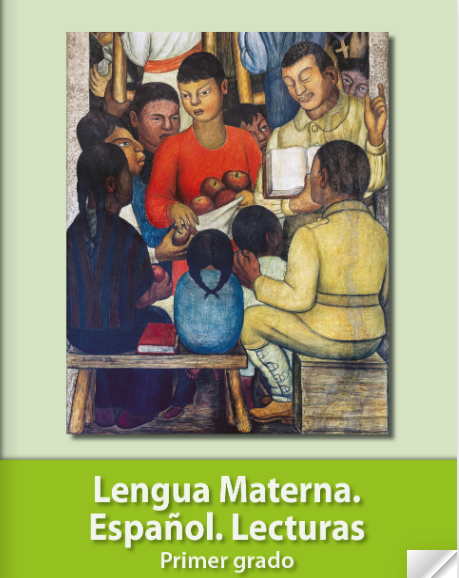 Lengua Materna.
Español. Lecturas
Primer grado